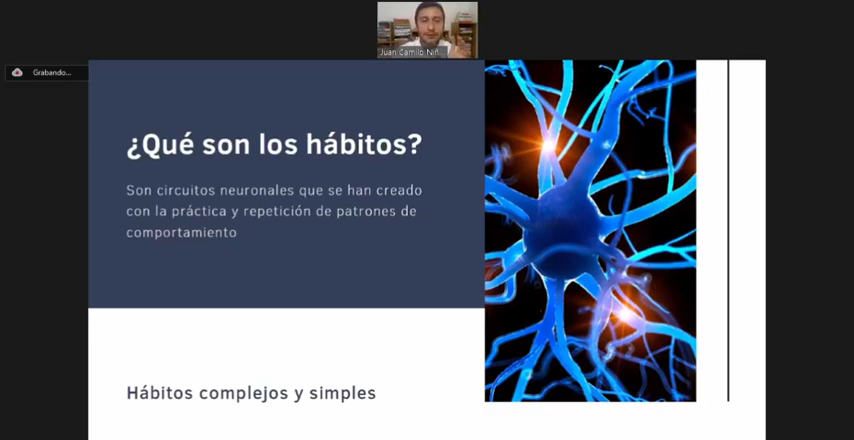 Juan Camilo Niñ...
Grabando...
¿Qué son los hábitos?
Son circuitos neuronales que se han creado
con la práctica y repetición de patrones de
comportamiento
Hábitos complejos y simples